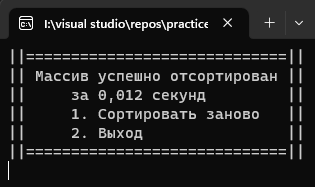 I:\visual studio\repos\practice
||=============================||
|| Массив успешно отсортирован ||
|| за 0,012 секунд ||
|| 1. Сортировать заново ||
|| 2. Выход ||
||=============================||